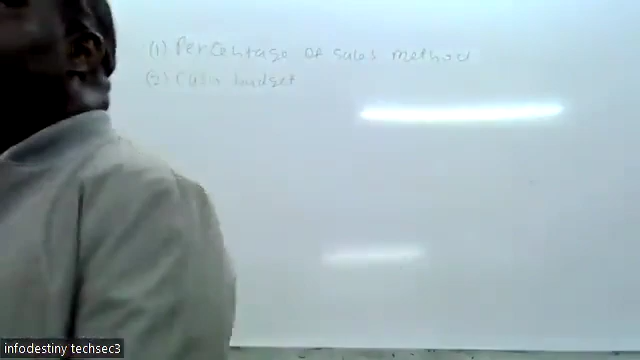 (1) Percentage of sales method
(2) Cash budget
infodestiny techsec3